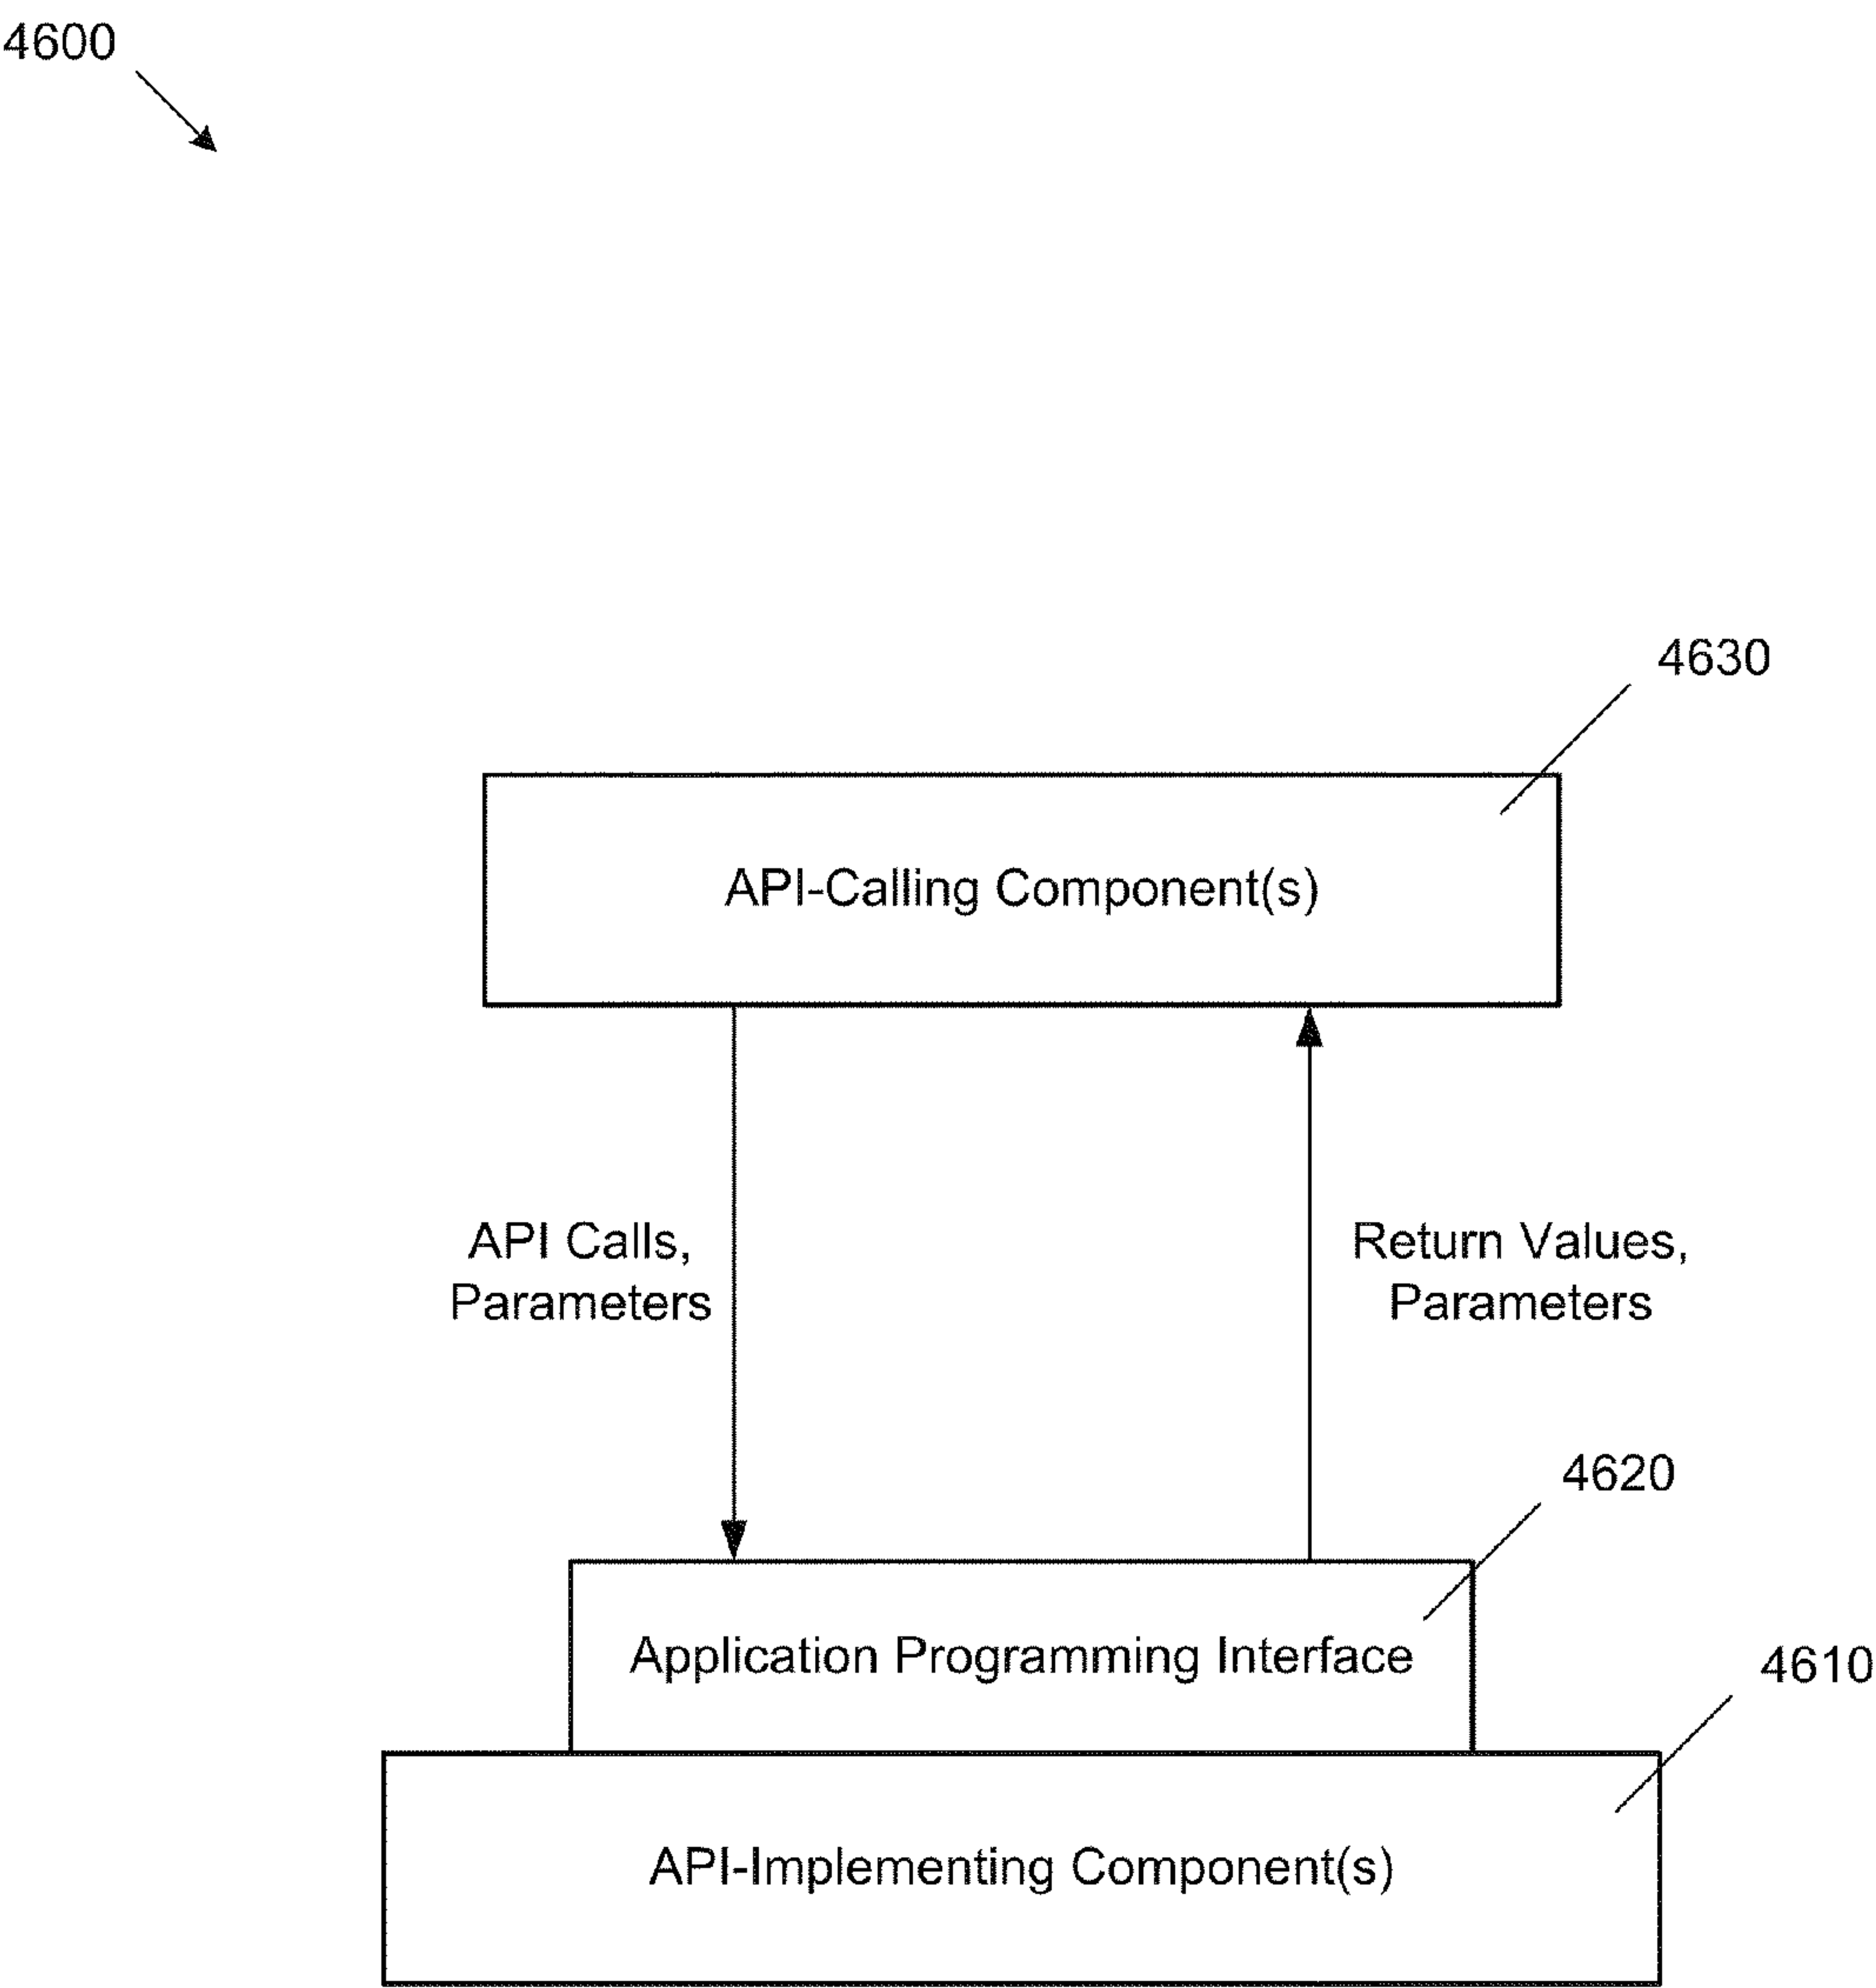 4600
4630
API-Calling Component(s)
API Calls,
Parameters
Return Values,
Parameters
4620
Application Programming Interface
4610
API-Implementing Component(s)